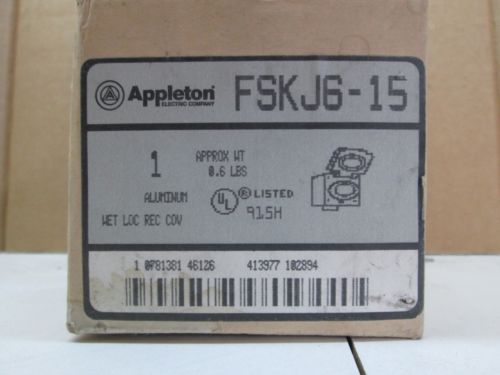 Appleton FSKJ6-15
ELECTRIC COMPANY
1 APPROX WT
0.6 LBS
ALUMINUM
WET LOC REC COV
UL ® LISTED
915H
1 0F81381 46126 413977 102894